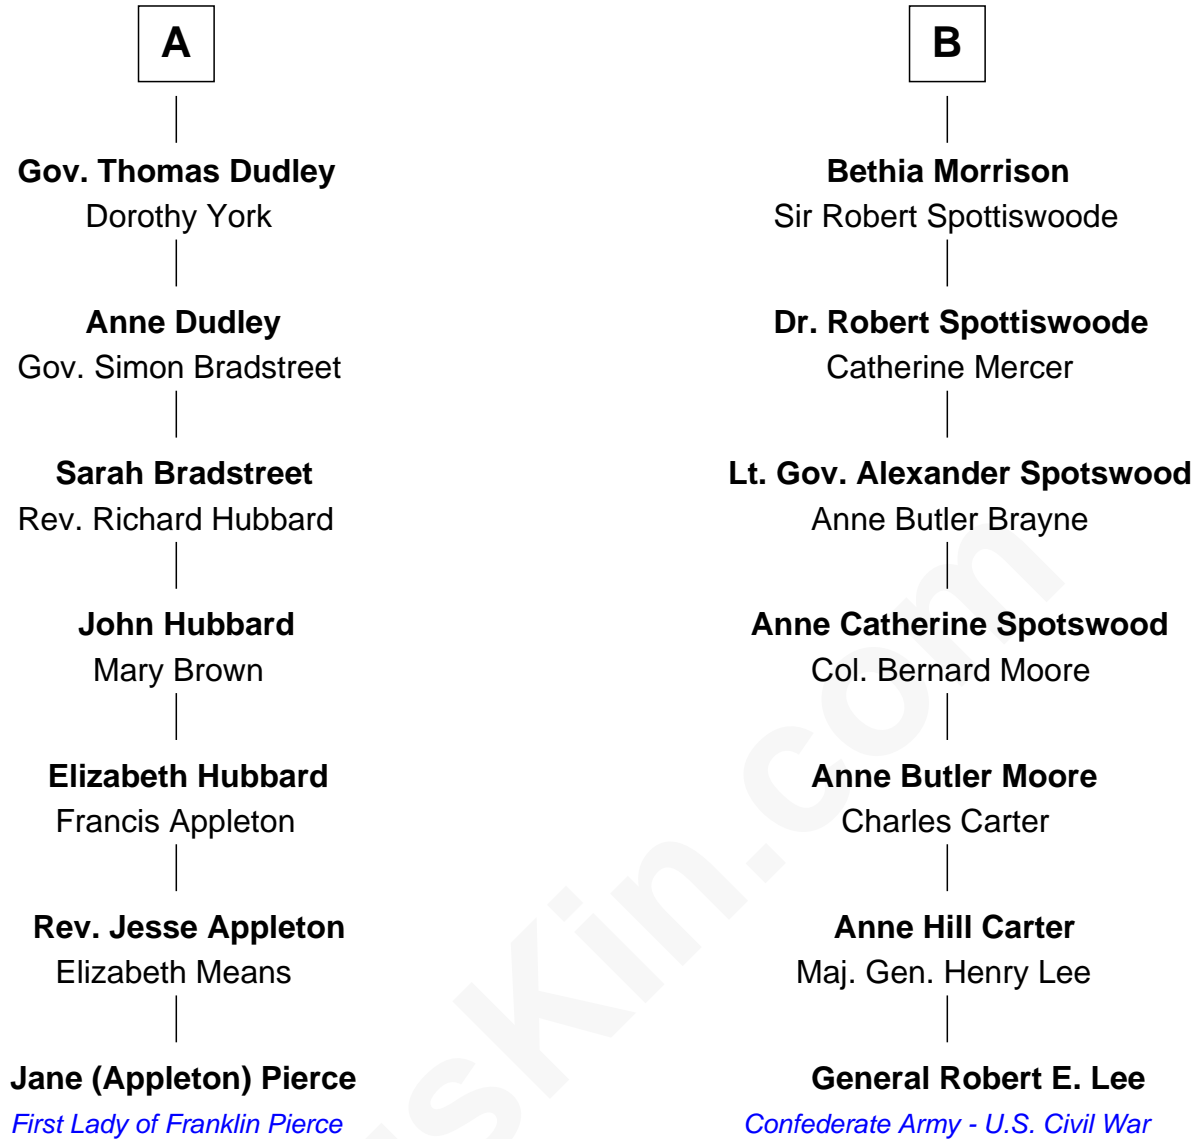 A
Gov. Thomas Dudley
Dorothy York
Anne Dudley
Gov. Simon Bradstreet
Sarah Bradstreet
Rev. Richard Hubbard
John Hubbard
Mary Brown
Elizabeth Hubbard
Francis Appleton
Rev. Jesse Appleton
Elizabeth Means
Jane (Appleton) Pierce
First Lady of Franklin Pierce
B
Bethia Morrison
Sir Robert Spottiswoode
Dr. Robert Spottiswoode
Catherine Mercer
Lt. Gov. Alexander Spotswood
Anne Butler Brayne
Anne Catherine Spotswood
Col. Bernard Moore
Anne Butler Moore
Charles Carter
Anne Hill Carter
Maj. Gen. Henry Lee
General Robert E. Lee
Confederate Army - U.S. Civil War
usKin.com